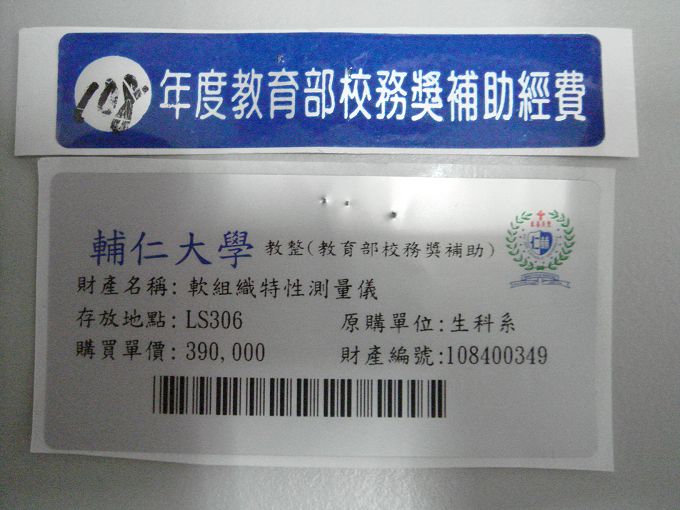 108年度教育部校務獎補助經費
輔仁大學 教整(教育部校務獎補助)
財產名稱: 軟組織特性測量儀
存放地點: LS306 原購單位: 生科系
購買單價: 390,000 財產編號:108400349